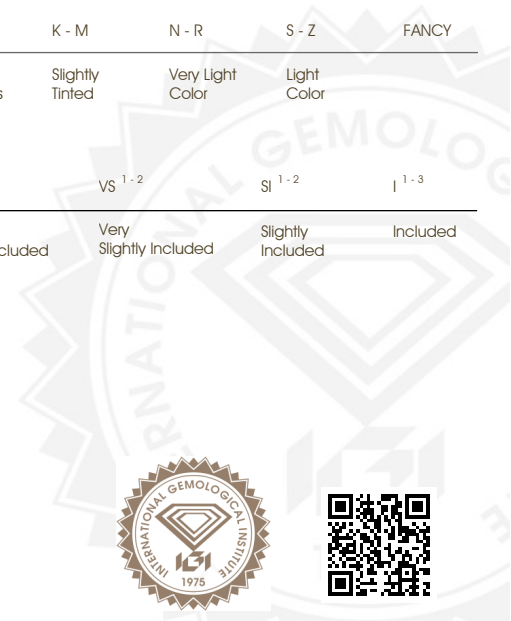 K - M N - R S - Z FANCY
Slightly Very Light Light
Tinted Color Color
VS 1 - 2 SI 1 - 2 I 1 - 3
Very Slightly Included
Slightly Included Included
INTERNATIONAL GEMOLOGICAL INSTITUTE
IGI
1975